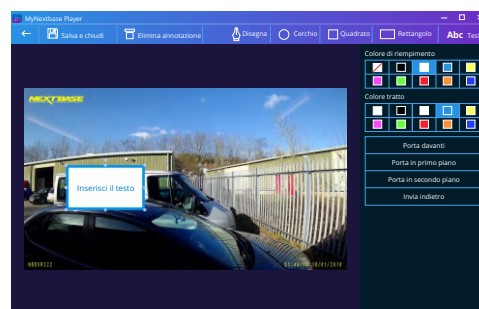 MyNextbase Player
Salva e chiudi
Elimina annotazione
Disegna
Cerchio
Quadrato
Rettangolo
Abc
Colore di riempimento
Colore tratto
Porta davanti
Porta in primo piano
Porta in secondo piano
Invia indietro
NEXTBASE
Inserisci il testo